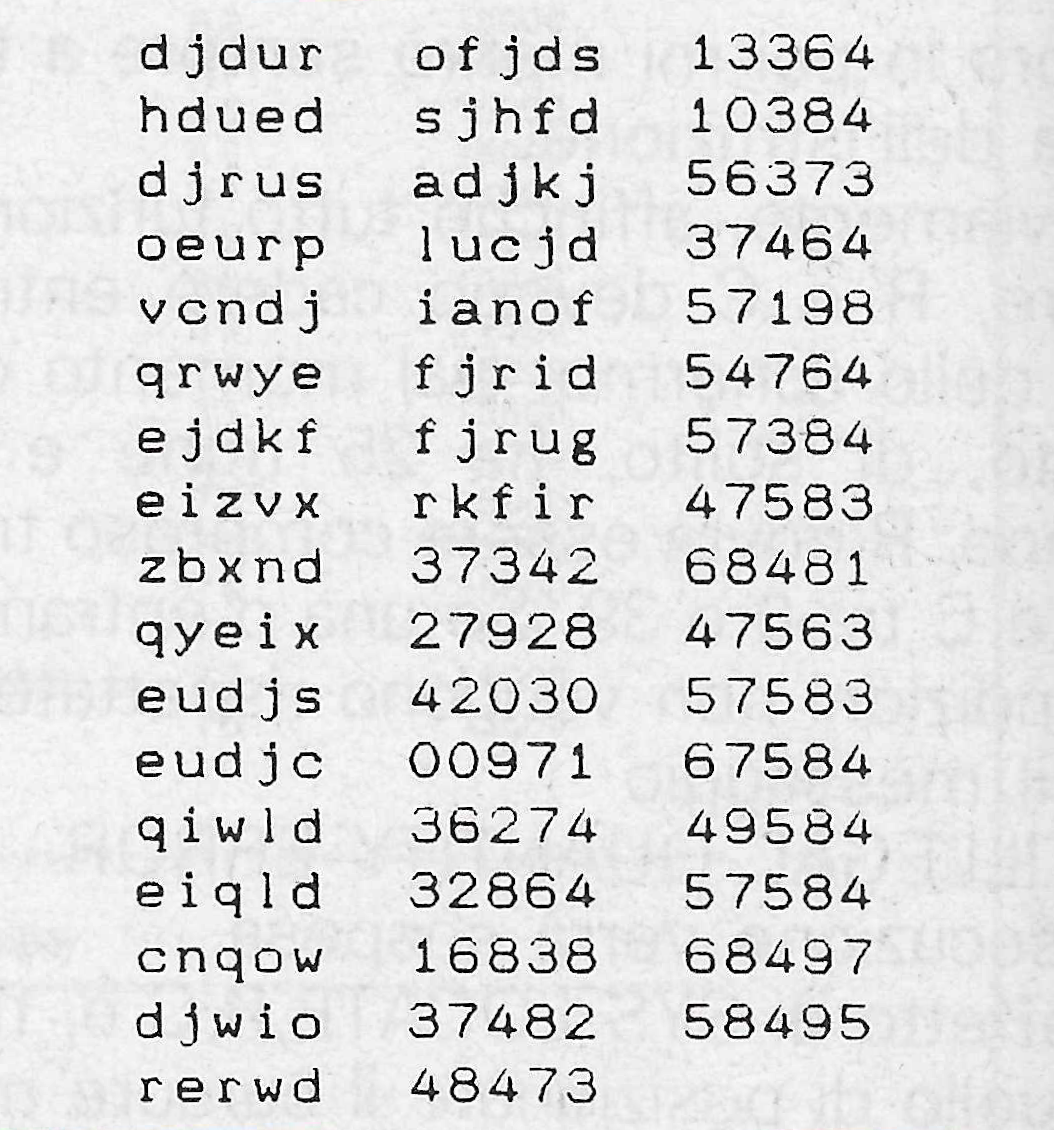 djdur ofjds 13364
hdued sjhfd 10384
djrus adjkj 56373
oeurp lucjd 37464
vcndj ianof 57198
qrwye fjrid 54764
ejdkf fjrug 57384
eizvx rkfir 47583
zbxnd 37342 68481
qyeix 27928 47563
eudjs 42030 57583
eudjc 00971 67584
qiwld 36274 49584
eiqld 32864 57584
cnqow 16838 68497
djwio 37482 58495
rerwd 48473